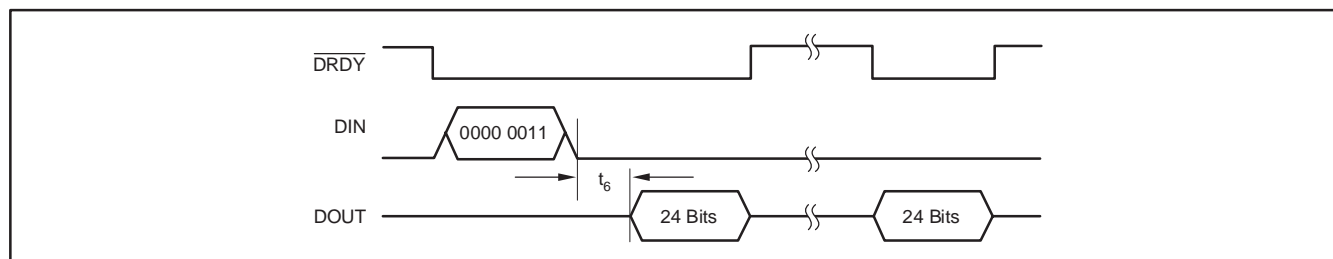 DRDY
DIN
0000 0011
t6
DOUT
24 Bits
24 Bits